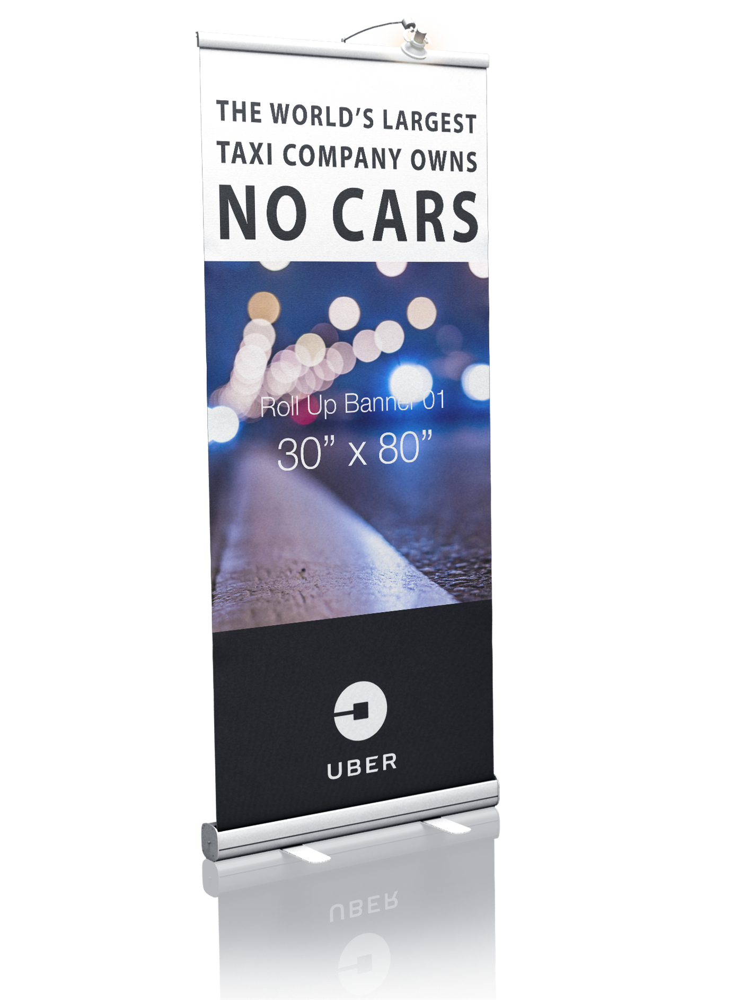 THE WORLD’S LARGEST
TAXI COMPANY OWNS
NO CARS
Roll Up Banner 01
30” x 80”
UBER
UBER